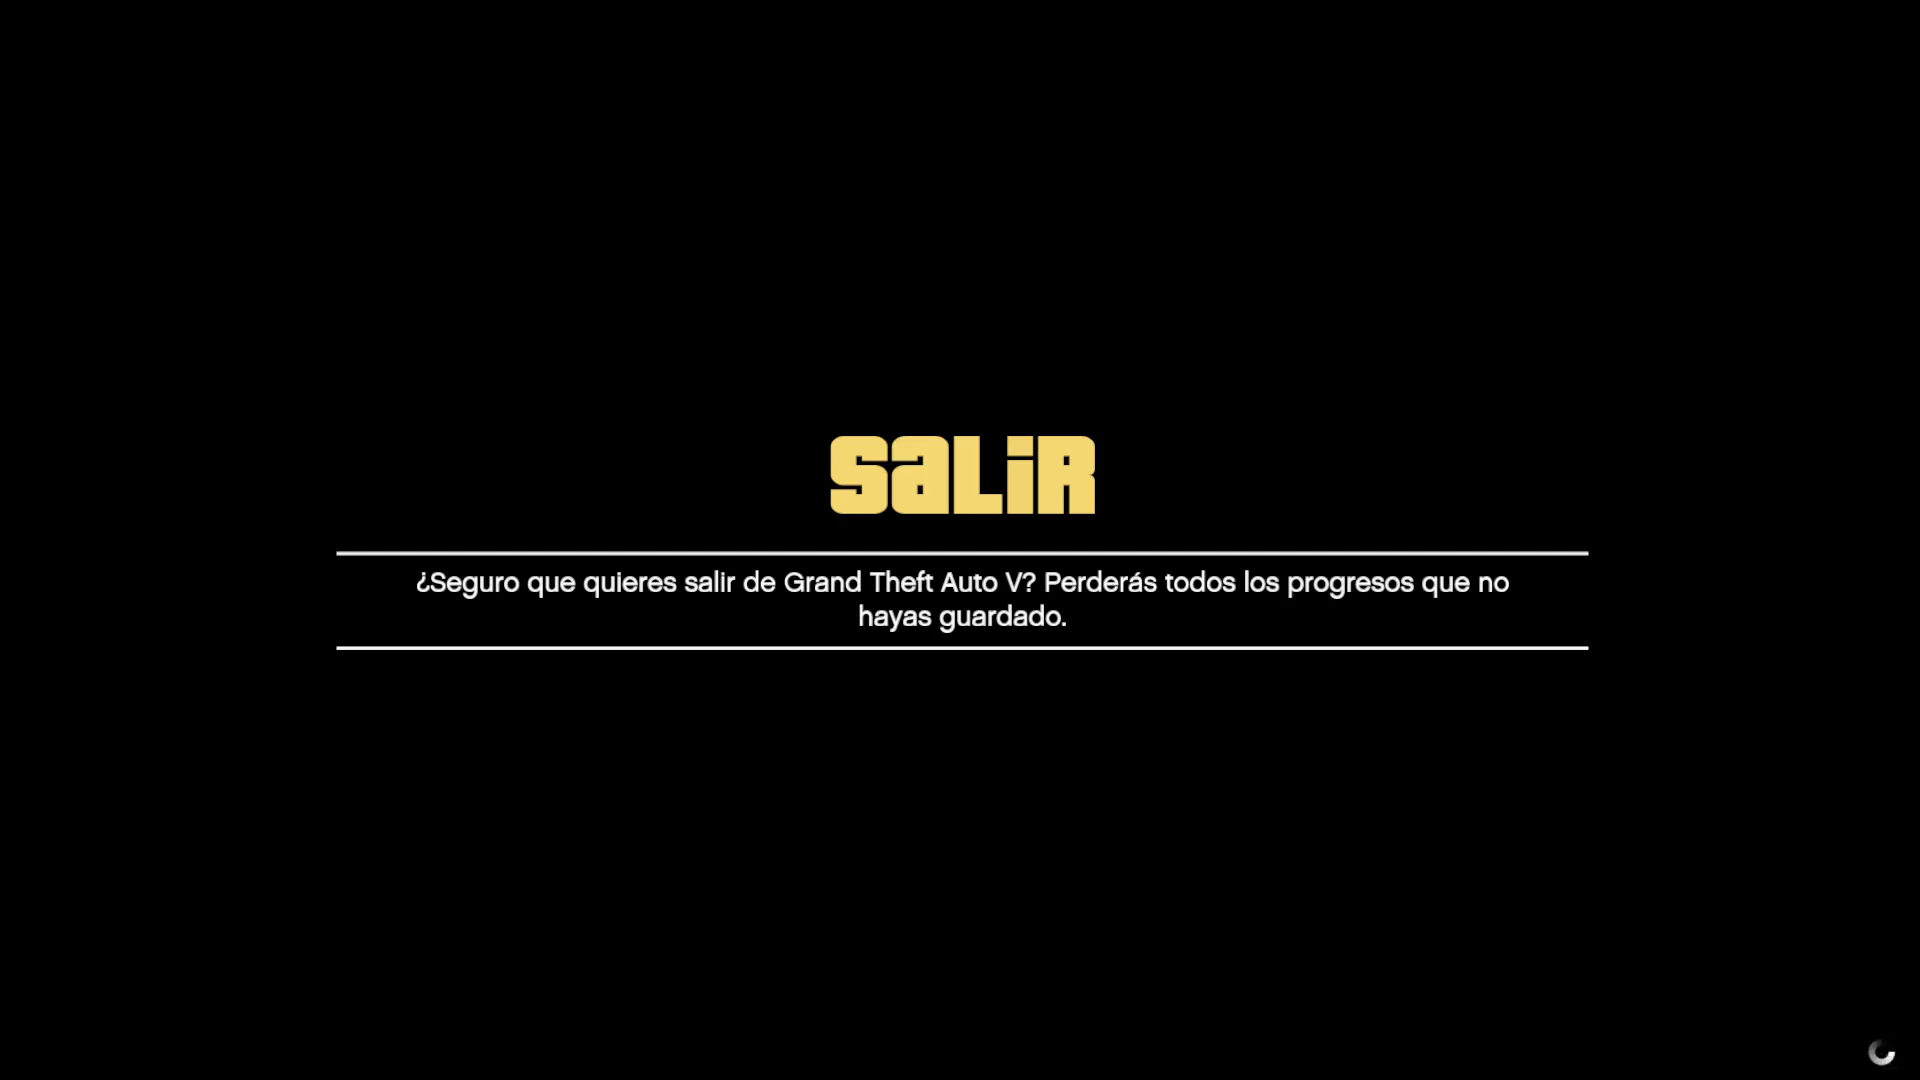 SALIR
¿Seguro que quieres salir de Grand Theft Auto V? Perderás todos los progresos que no
hayas guardado.